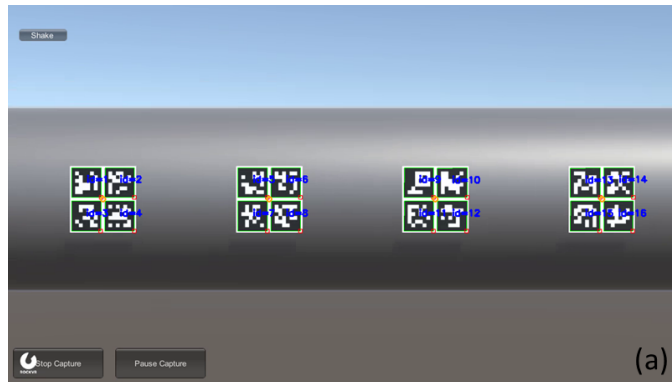 Shake
id=1 id=2 id=5 id=6 id=9 id=10 id=13 id=14
id=3 id=4 id=7 id=8 id=11 id=12 id=15 id=16
Stop Capture Pause Capture
(a)